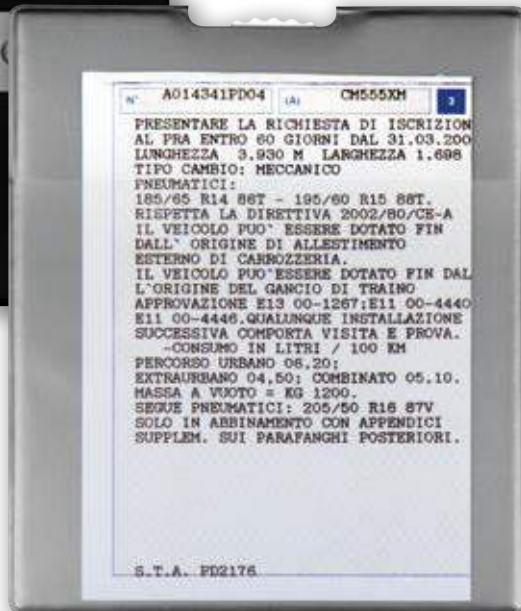 N° A014341PD04 (A) CM555XM 3
PRESENTARE LA RICHIESTA DI ISCRIZION
AL PRA ENTRO 60 GIORNI DAL 31.03.200
LUNGHEZZA 3.930 M LARGHEZZA 1.698
TIPO CAMBIO: MECCANICO
PNEUMATICI:
185/65 R14 86T - 195/60 R15 88T.
RISPETTA LA DIRETTIVA 2002/80/CE-A
IL VEICOLO PUO` ESSERE DOTATO FIN
DALL` ORIGINE DI ALLESTIMENTO
ESTERNO DI CARROZZERIA.
IL VEICOLO PUO`ESSERE DOTATO FIN DAL
L`ORIGINE DEL GANCIO DI TRAINO
APPROVAZIONE E13 00-1267;E11 00-4440
E11 00-4446.QUALUNQUE INSTALLAZIONE
SUCCESSIVA COMPORTA VISITA E PROVA.
-CONSUMO IN LITRI / 100 KM
PERCORSO URBANO 06,20;
EXTRAURBANO 04,50; COMBINATO 05,10.
MASSA A VUOTO = KG 1200.
SEGUE PNEUMATICI: 205/50 R16 87V
SOLO IN ABBINAMENTO CON APPENDICI
SUPPLEM. SUI PARAFANGHI POSTERIORI.
S.T.A. PD2176